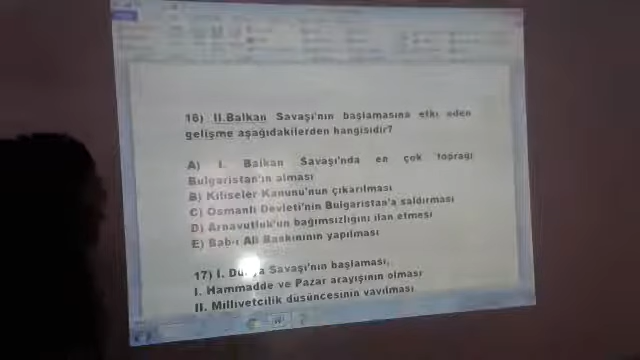 16) II.Balkan Savaşı'nın başlamasına etki eden
gelişme aşağıdakilerden hangisidir?
A) I. Balkan Savaşı'nda en çok toprağı
Bulgaristan'ın alması
B) Kiliseler Kanunu'nun çıkarılması
C) Osmanlı Devleti'nin Bulgaristan'a saldırması
D) Arnavutluk'un bağımsızlığını ilan etmesi
E) Bab-ı Ali Baskınının yapılması
17) I. Dünya Savaşı'nın başlaması,
I. Hammadde ve Pazar arayışının olması
II. Milliyetcilik düsüncesinin yayılması